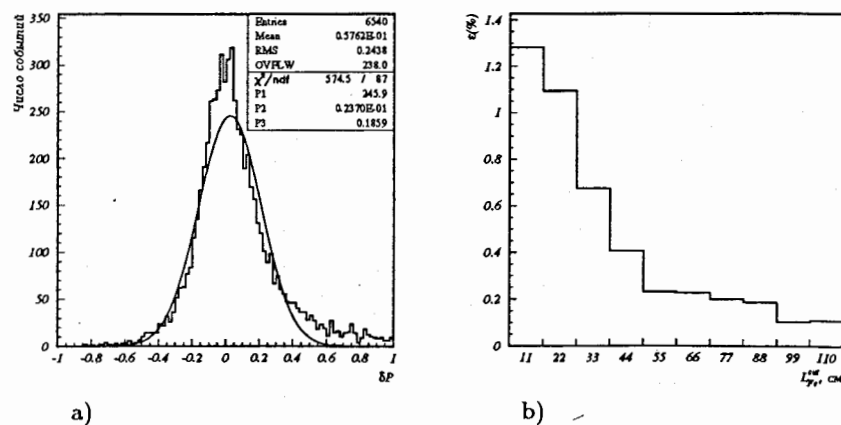 Число событий
350
300
250
200
150
100
50
0
-1 -0.8 -0.6 -0.4 -0.2 0 0.2 0.4 0.6 0.8 1
δP
Entries 6540
Mean 0.5762E-01
RMS 0.2438
OVFLW 238.0
χ²/ndf 574.5 / 87
P1 245.9
P2 0.2370E-01
P3 0.1859
a)
ε(%)
1.4
1.2
1
0.8
0.6
0.4
0.2
0
11 22 33 44 55 66 77 88 99 110
, см
b)